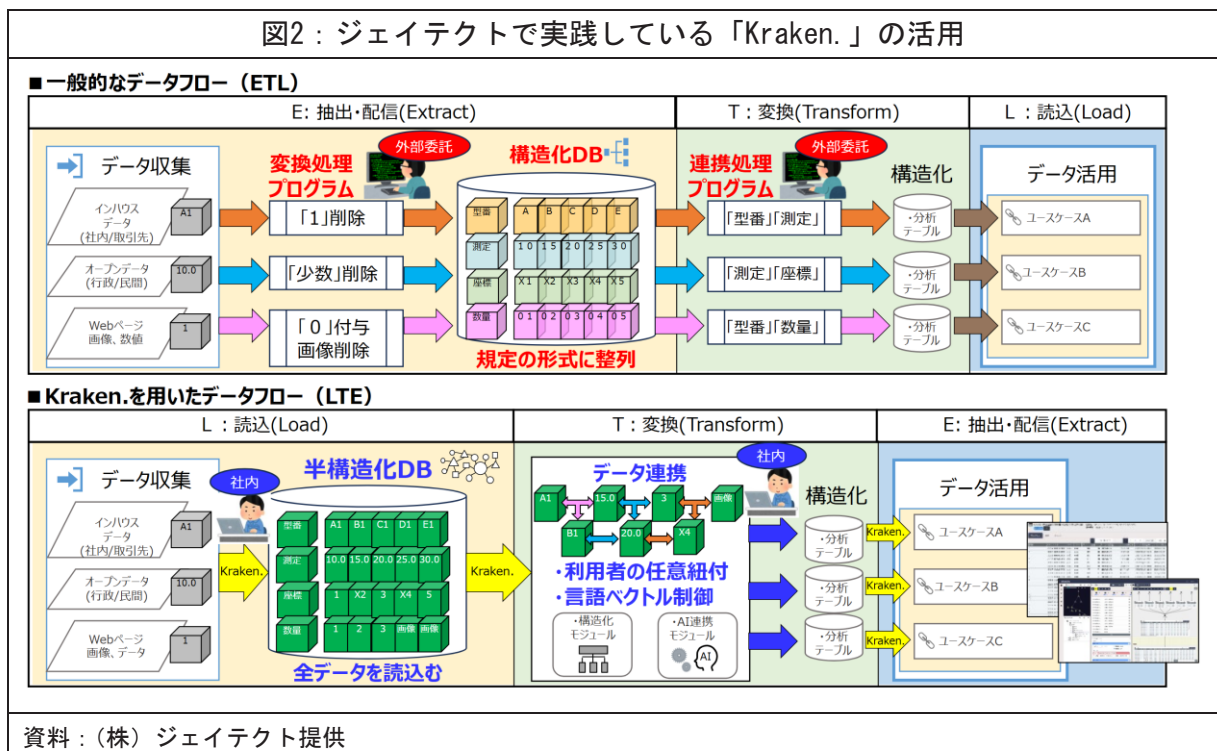 図2：ジェイテクトで実践している「Kraken.」の活用
■一般的なデータフロー（ETL）
E: 抽出・配信(Extract)
T：変換(Transform)
L：読込(Load)
データ収集
インハウス
データ
(社内/取引先)
A1
オープンデータ
(行政/民間)
10.0
Webページ
画像、数値
1
変換処理
プログラム
外部委託
「1」削除
「少数」削除
「０」付与
画像削除
構造化DB
型番 A B C D E
測定 10 15 20 25 30
座標 X1 X2 X3 X4 X5
数量 01 02 03 04 05
規定の形式に整列
連携処理
プログラム
外部委託
「型番」「測定」
「測定」「座標」
「型番」「数量」
構造化
・分析
テーブル
・分析
テーブル
・分析
テーブル
データ活用
ユースケースA
ユースケースB
ユースケースC
■Kraken.を用いたデータフロー（LTE）
L：読込(Load)
T：変換(Transform)
E: 抽出・配信(Extract)
データ収集
インハウス
データ
(社内/取引先)
A1
オープンデータ
(行政/民間)
10.0
Webページ
画像、データ
1
社内
Kraken.
半構造化DB
型番 A1 B1 C1 D1 E1
測定 10.0 15.0 20.0 25.0 30.0
座標 1 X2 3 X4 5
数量 1 2 3 画像 画像
全データを読込む
Kraken.
データ連携
社内
A1 15.0 3 画像
B1 20.0 X4
・利用者の任意紐付
・言語ベクトル制御
・構造化
モジュール
・AI連携
モジュール
AI
構造化
・分析
テーブル
・分析
テーブル
・分析
テーブル
Kraken.
Kraken.
Kraken.
データ活用
ユースケースA
ユースケースB
ユースケースC
資料：（株）ジェイテクト提供